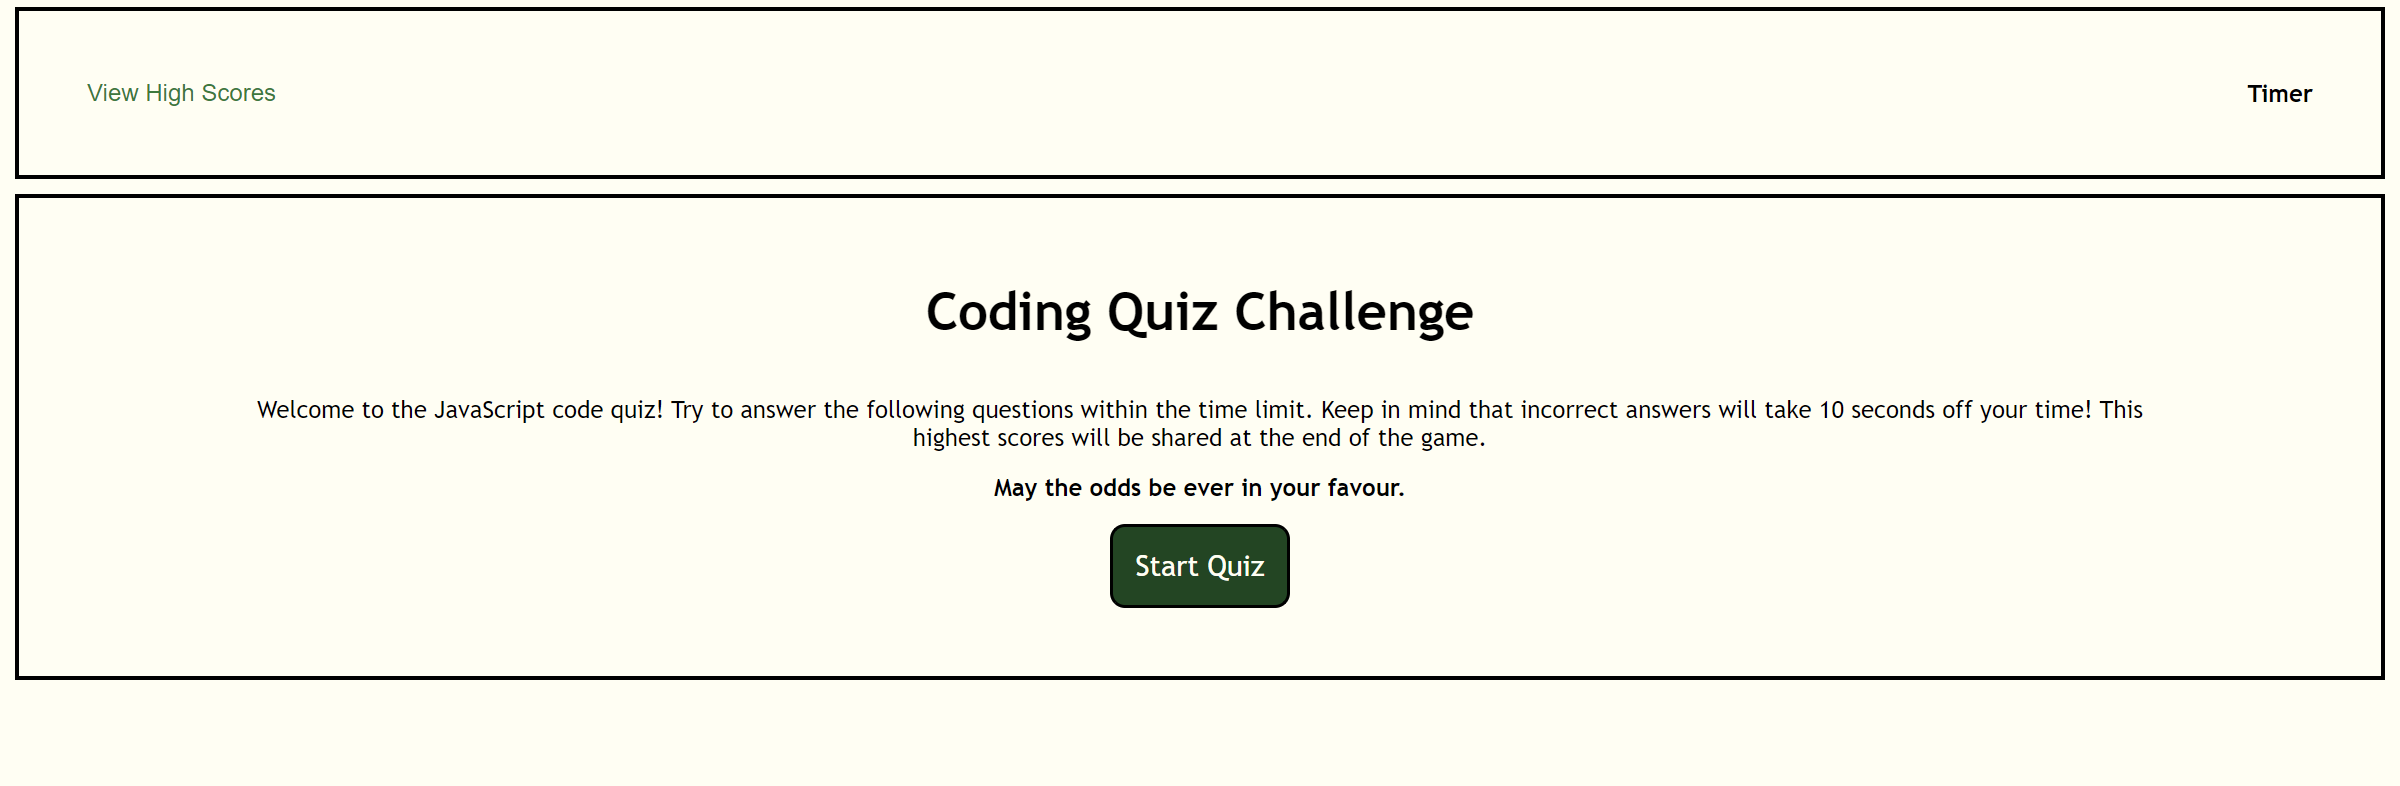 View High Scores
Timer
Coding Quiz Challenge
Welcome to the JavaScript code quiz! Try to answer the following questions within the time limit. Keep in mind that incorrect answers will take 10 seconds off your time! This
highest scores will be shared at the end of the game.
May the odds be ever in your favour.
Start Quiz